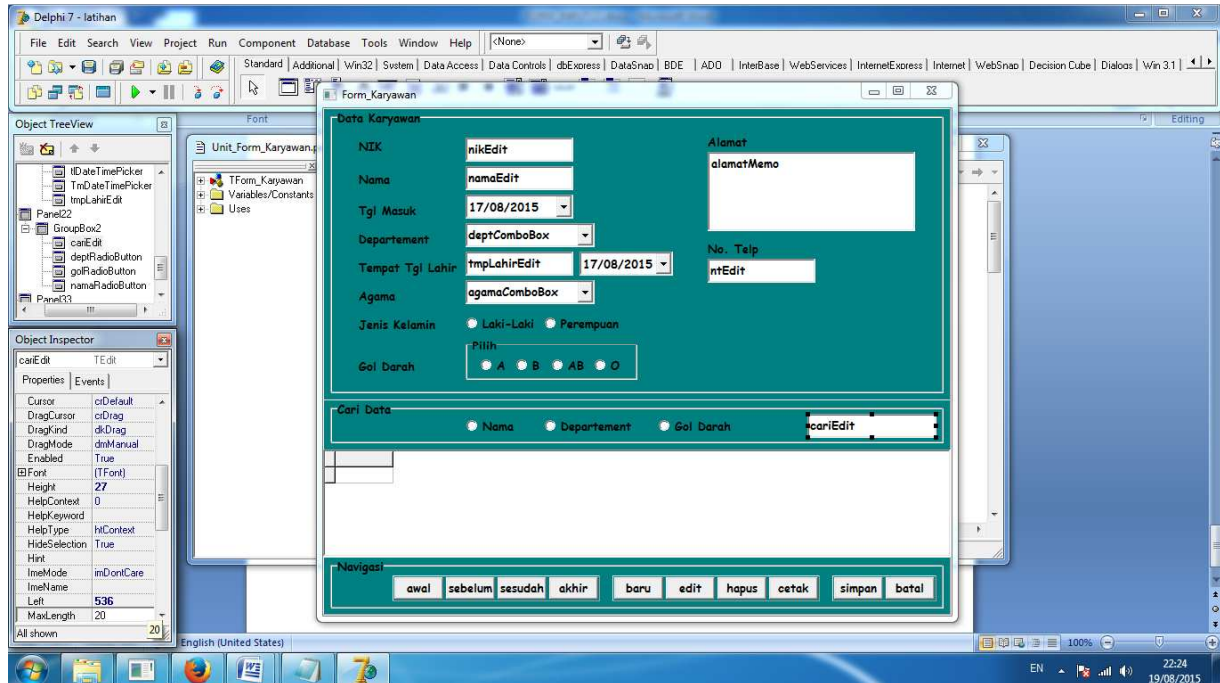 Delphi 7 - latihan
File Edit Search View Project Run Component Database Tools Window Help <None>
Standard Additional Win32 System Data Access Data Controls dbExpress DataSnap BDE ADO InterBase WebServices InternetExpress Internet WebSnap Decision Cube Dialogs Win 3.1
Font
Editing
Object TreeView
tlDateTimePicker
TmDateTimePicker
tmpLahirEdit
Panel22
GroupBox2
cariEdit
deptRadioButton
golRadioButton
namaRadioButton
Panel33
Object Inspector
cariEdit TEdit
Properties Events
Cursor crDefault
DragCursor crDrag
DragKind dkDrag
DragMode dmManual
Enabled True
Font (TFont)
Height 27
HelpContext 0
HelpKeyword
HelpType htContext
HideSelection True
Hint
ImeMode imDontCare
ImeName
Left 536
MaxLength 20
All shown
20
Unit_Form_Karyawan.p
TForm_Karyawan
Variables/Constants
Uses
Form_Karyawan
Data Karyawan
NIK nikEdit
Nama namaEdit
Tgl Masuk 17/08/2015
Departement deptComboBox
Tempat Tgl Lahir tmpLahirEdit 17/08/2015
Agama agamaComboBox
Jenis Kelamin Laki-Laki Perempuan
Pilih
Gol Darah A B AB O
Alamat
alamatMemo
No. Telp
ntEdit
Cari Data
Nama Departement Gol Darah cariEdit
Navigasi
awal sebelum sesudah akhir baru edit hapus cetak simpan batal
English (United States)
100%
EN
22:24
19/08/2015